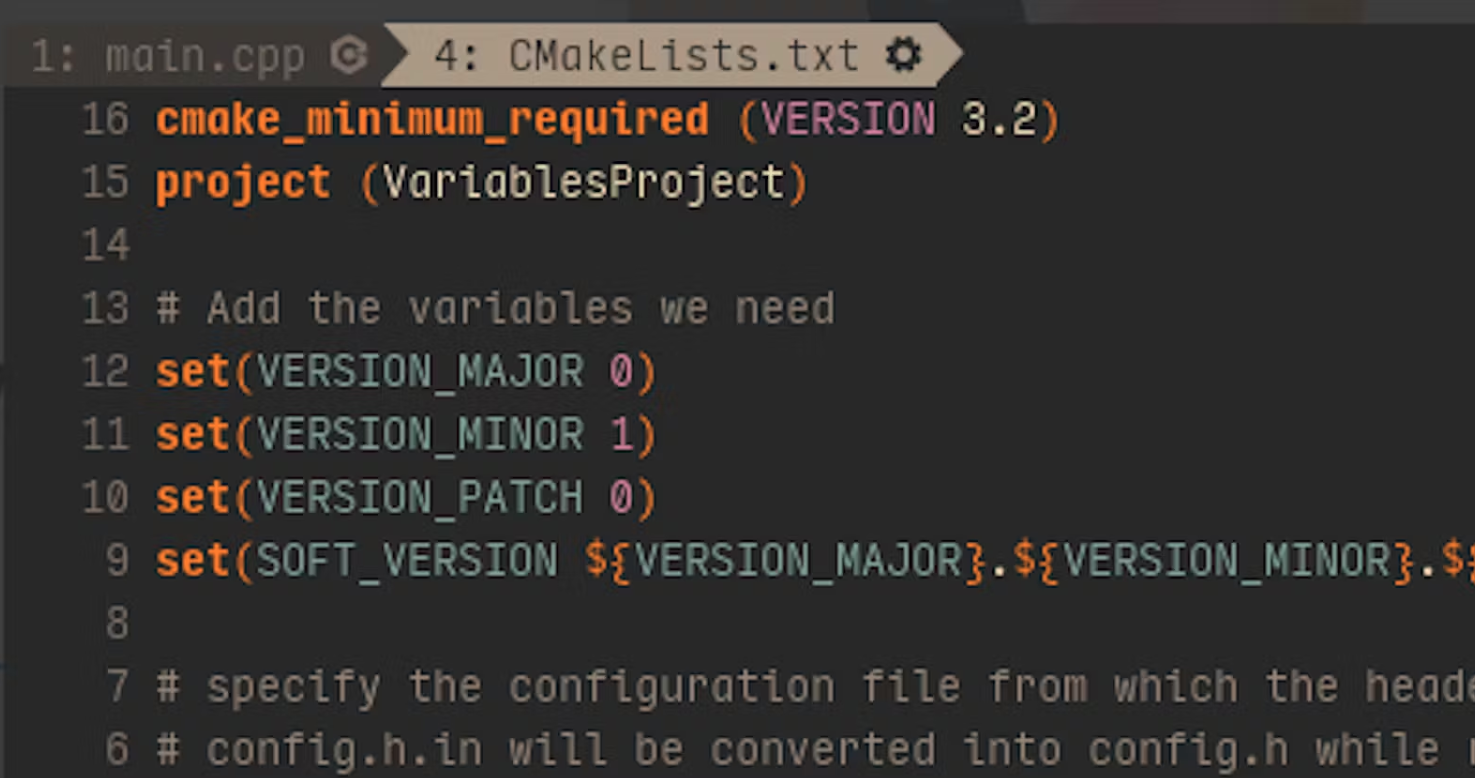 1: main.cpp 4: CMakeLists.txt
16 cmake_minimum_required (VERSION 3.2)
15 project (VariablesProject)
14
13 # Add the variables we need
12 set(VERSION_MAJOR 0)
11 set(VERSION_MINOR 1)
10 set(VERSION_PATCH 0)
9 set(SOFT_VERSION ${VERSION_MAJOR}.${VERSION_MINOR}.${
8
7 # specify the configuration file from which the heade
6 # config.h.in will be converted into config.h while